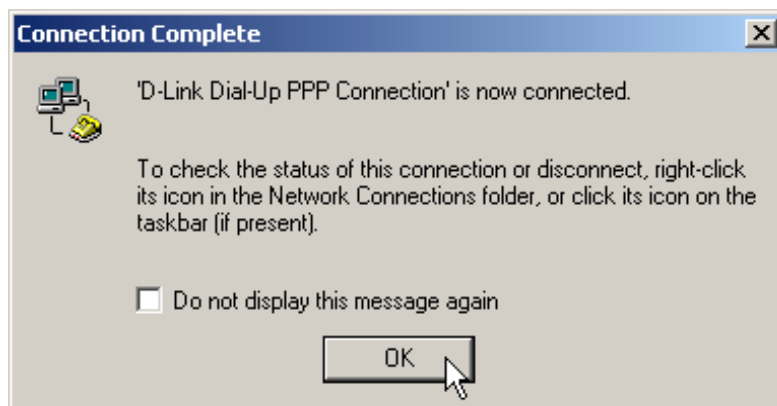 Connection Complete
'D-Link Dial-Up PPP Connection' is now connected.
To check the status of this connection or disconnect, right-click
its icon in the Network Connections folder, or click its icon on the
taskbar (if present).
Do not display this message again
OK